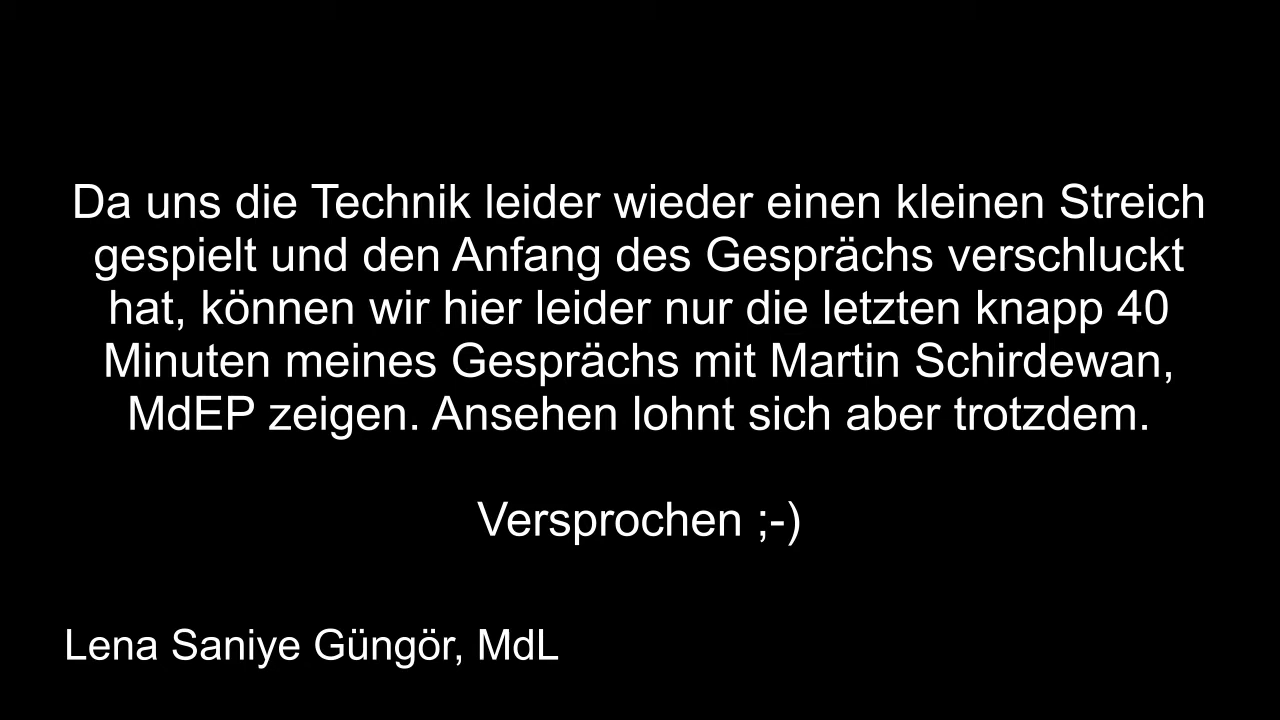 Da uns die Technik leider wieder einen kleinen Streich
gespielt und den Anfang des Gesprächs verschluckt
hat, können wir hier leider nur die letzten knapp 40
Minuten meines Gesprächs mit Martin Schirdewan,
MdEP zeigen. Ansehen lohnt sich aber trotzdem.
Versprochen ;-)
Lena Saniye Güngör, MdL